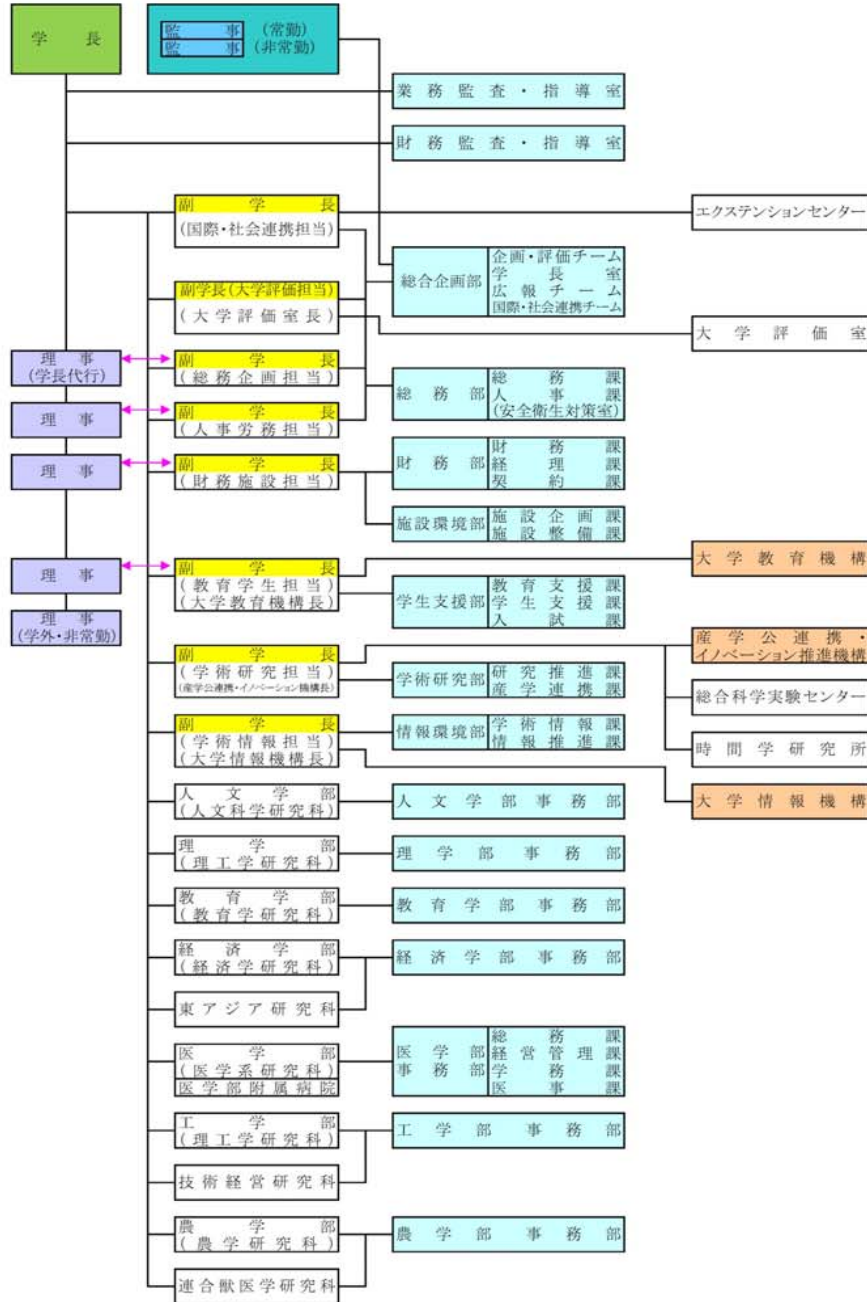 学長
監事 (常勤)
監事 (非常勤)
業務監査・指導室
財務監査・指導室
副学長
(国際・社会連携担当)
エクステンションセンター
総合企画部
企画・評価チーム
学長室
広報チーム
国際・社会連携チーム
副学長(大学評価担当)
(大学評価室長)
大学評価室
理事
(学長代行)
副学長
(総務企画担当)
総務部
総務課
人事課
(安全衛生対策室)
理事
副学長
(人事労務担当)
理事
副学長
(財務施設担当)
財務部
財務課
経理課
契約課
施設環境部
施設企画課
施設整備課
理事
副学長
(教育学生担当)
(大学教育機構長)
大学教育機構
学生支援部
教育支援課
学生支援課
入試課
理事
(学外・非常勤)
副学長
(学術研究担当)
(産学公連携・イノベーション機構長)
学術研究部
研究推進課
産学連携課
産学公連携・
イノベーション推進機構
総合科学実験センター
時間学研究所
副学長
(学術情報担当)
(大学情報機構長)
情報環境部
学術情報課
情報推進課
大学情報機構
人文学部
(人文科学研究科)
人文学部事務部
理学部
(理工学研究科)
理学部事務部
教育学部
(教育学研究科)
教育学部事務部
経済学部
(経済学研究科)
経済学部事務部
東アジア研究科
医学部
(医学系研究科)
医学部附属病院
医学部
事務部
総務課
経営管理課
学務課
医事課
工学部
(理工学研究科)
工学部事務部
技術経営研究科
農学部
(農学研究科)
農学部事務部
連合獣医学研究科